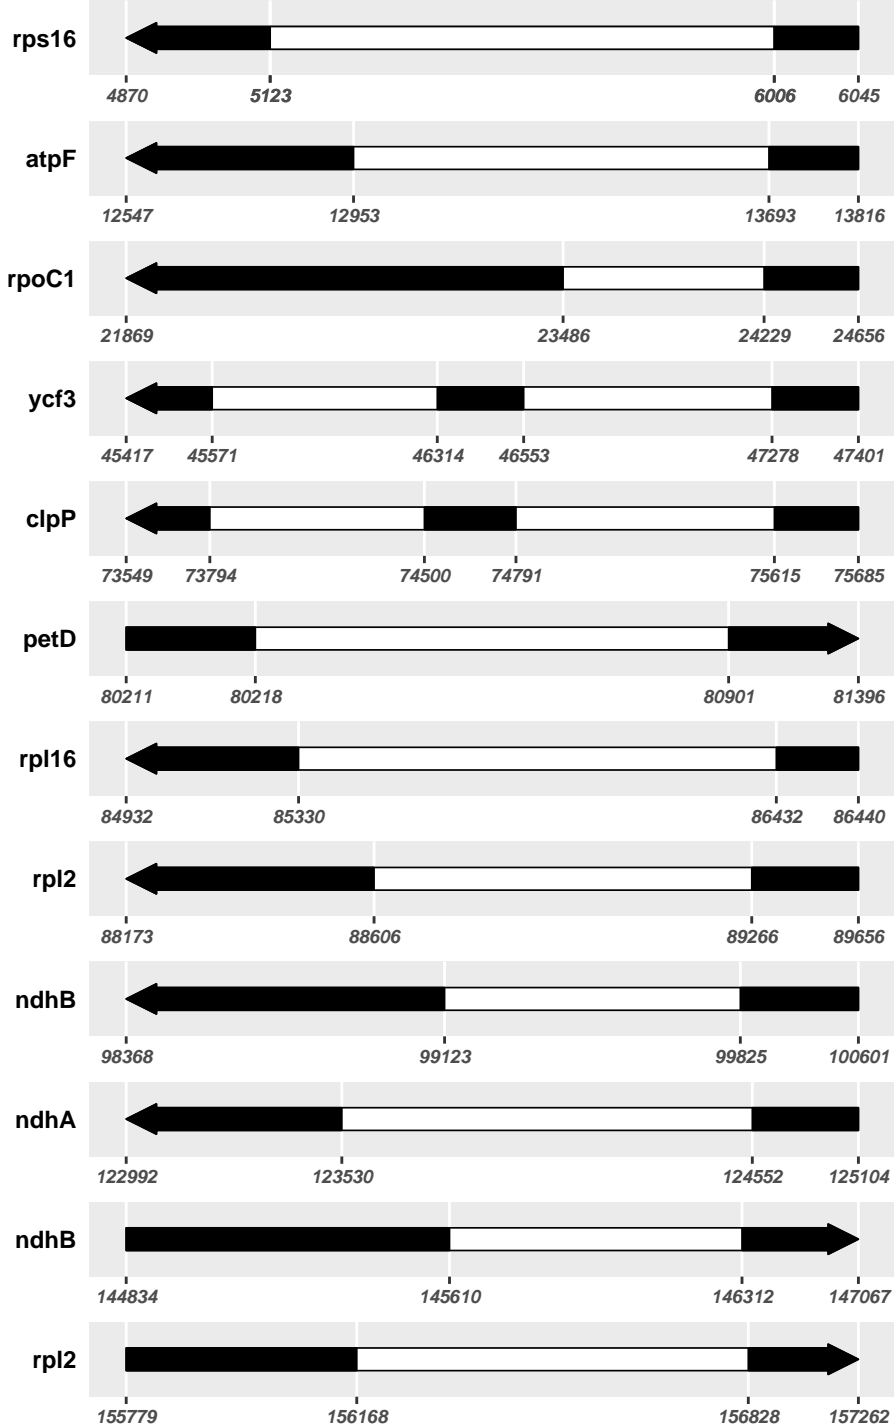 rps16
4870 5123 6006 6045
atpF
12547 12953 13693 13816
rpoC1
21869 23486 24229 24656
ycf3
45417 45571 46314 46553 47278 47401
clpP
73549 73794 74500 74791 75615 75685
petD
80211 80218 80901 81396
rpl16
84932 85330 86432 86440
rpl2
88173 88606 89266 89656
ndhB
98368 99123 99825 100601
ndhA
122992 123530 124552 125104
ndhB
144834 145610 146312 147067
rpl2
155779 156168 156828 157262